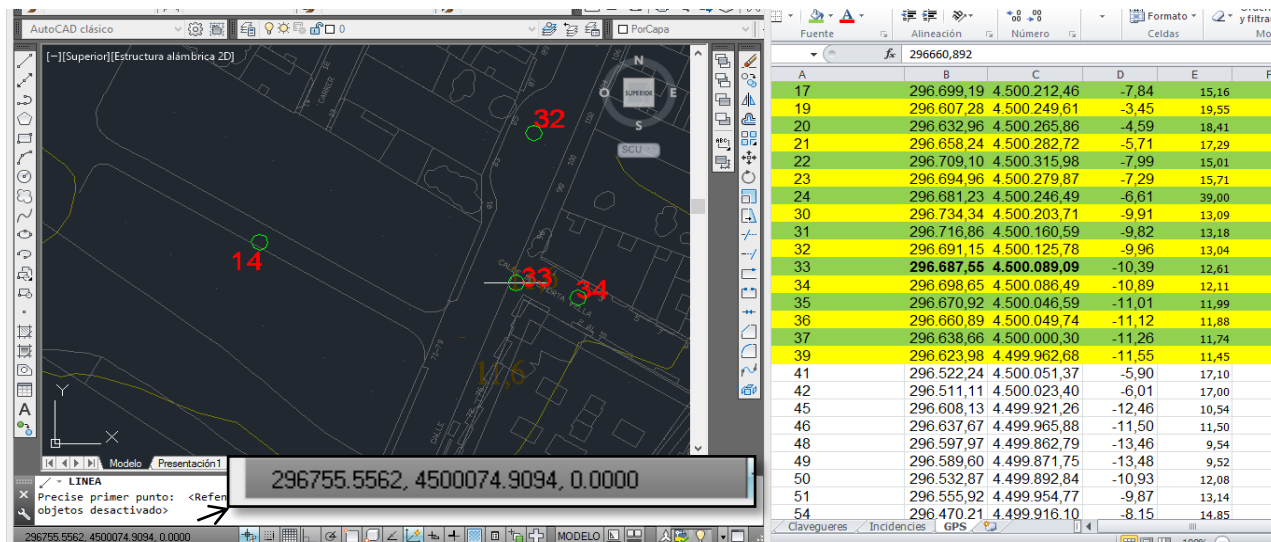 AutoCAD clásico
0
PorCapa
[−][Superior][Estructura alámbrica 2D]
N
O
SUPERIOR
E
S
SCU
CARRER
32
14
33
34
11,6
73-79
CALLE
Y
X
Modelo
Presentación1
LINEA
Precise primer punto: <Refen
objetos desactivado>
296755.5562, 4500074.9094, 0.0000
296755.5562, 4500074.9094, 0.0000
MODELO
Fuente
Alineación
Número
Formato
Celdas
y filtrar
Mo
fx 296660,892
A B C D E
17 296.699,19 4.500.212,46 -7,84 15,16
19 296.607,28 4.500.249,61 -3,45 19,55
20 296.632,96 4.500.265,86 -4,59 18,41
21 296.658,24 4.500.282,72 -5,71 17,29
22 296.709,10 4.500.315,98 -7,99 15,01
23 296.694,96 4.500.279,87 -7,29 15,71
24 296.681,23 4.500.246,49 -6,61 39,00
30 296.734,34 4.500.203,71 -9,91 13,09
31 296.716,86 4.500.160,59 -9,82 13,18
32 296.691,15 4.500.125,78 -9,96 13,04
33 296.687,55 4.500.089,09 -10,39 12,61
34 296.698,65 4.500.086,49 -10,89 12,11
35 296.670,92 4.500.046,59 -11,01 11,99
36 296.660,89 4.500.049,74 -11,12 11,88
37 296.638,66 4.500.000,30 -11,26 11,74
39 296.623,98 4.499.962,68 -11,55 11,45
41 296.522,24 4.500.051,37 -5,90 17,10
42 296.511,11 4.500.023,40 -6,01 17,00
45 296.608,13 4.499.921,26 -12,46 10,54
46 296.637,67 4.499.965,88 -11,50 11,50
48 296.597,97 4.499.862,79 -13,46 9,54
49 296.589,60 4.499.871,75 -13,48 9,52
50 296.532,87 4.499.892,84 -10,93 12,08
51 296.555,92 4.499.954,77 -9,87 13,14
54 296.470,21 4.499.916,10 -8,15 14,85
Clavegueres
Incidencies
GPS